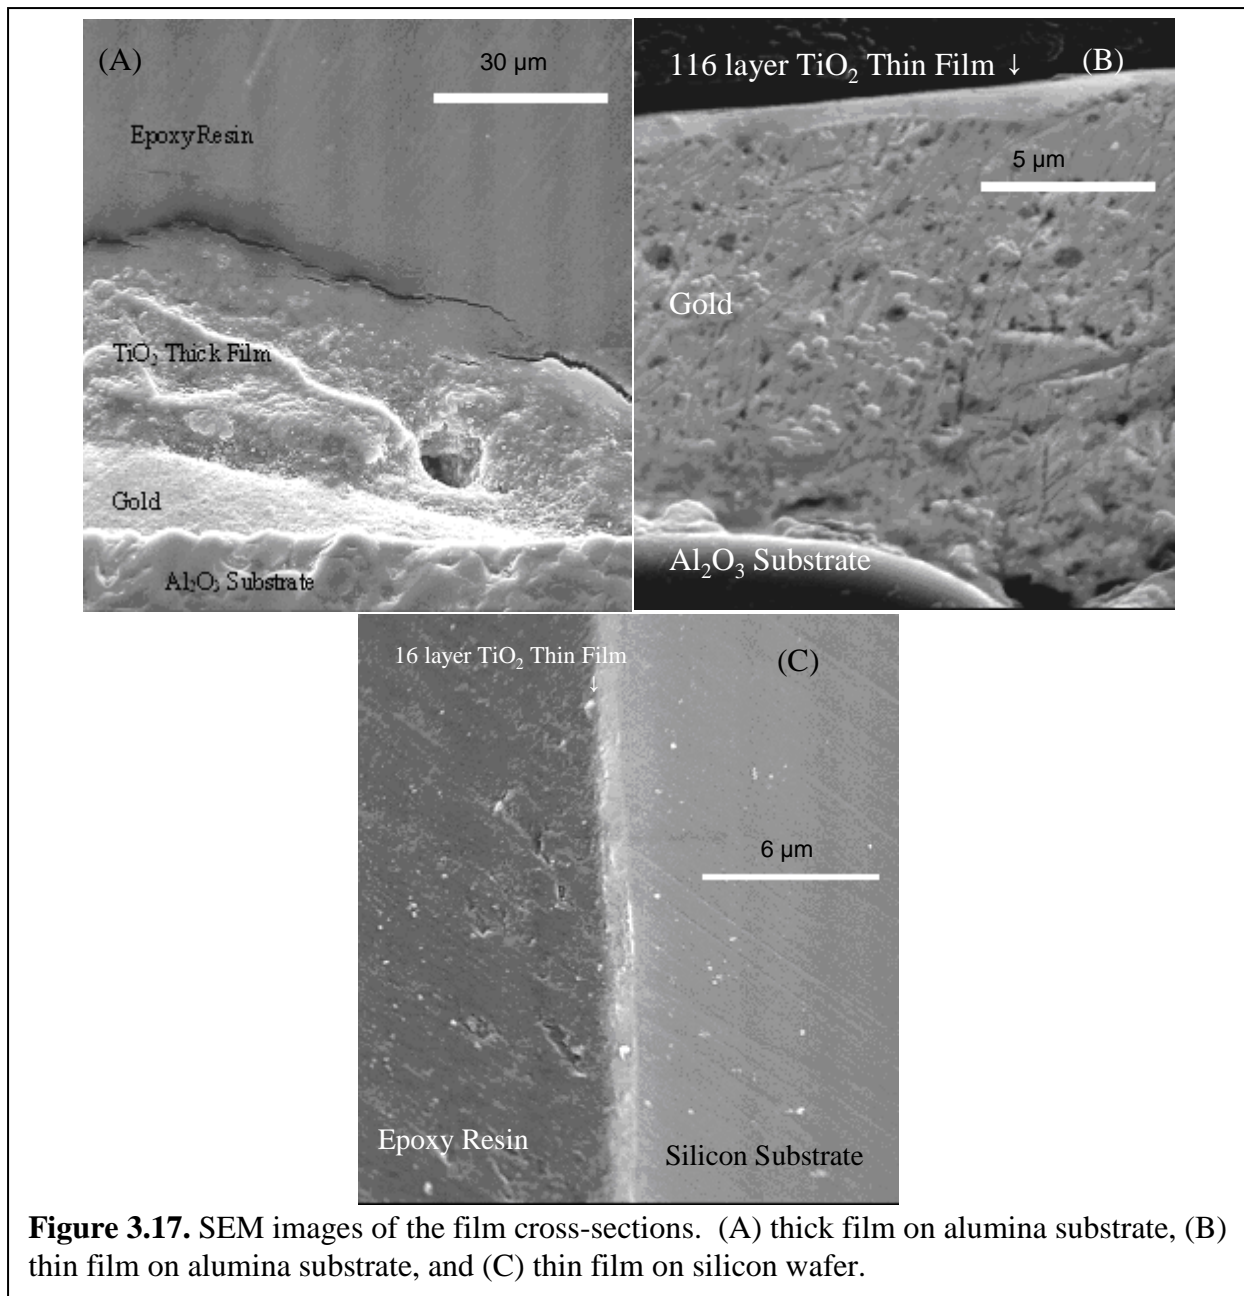 (A)
30 µm
Epoxy Resin
TiO₂ Thick Film
Gold
Al₂O₃ Substrate
116 layer TiO₂ Thin Film ↓ (B)
5 µm
Gold
Al₂O₃ Substrate
16 layer TiO₂ Thin Film
↓
(C)
6 µm
Epoxy Resin
Silicon Substrate
Figure 3.17. SEM images of the film cross-sections. (A) thick film on alumina substrate, (B)
thin film on alumina substrate, and (C) thin film on silicon wafer.